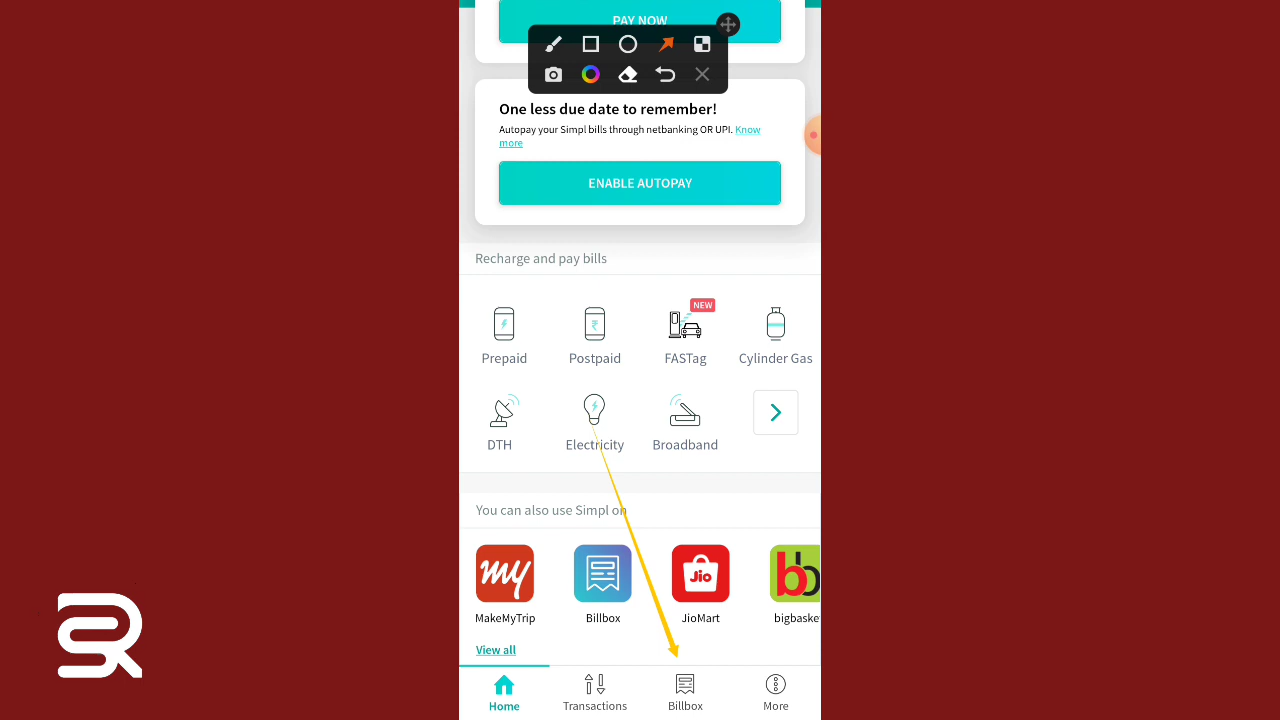 PAY NOW
One less due date to remember!
Autopay your Simpl bills through netbanking OR UPI. Know
more
ENABLE AUTOPAY
Recharge and pay bills
NEW
Prepaid Postpaid FASTag Cylinder Gas
DTH Electricity Broadband
You can also use Simpl on
my Jio bb
MakeMyTrip Billbox JioMart bigbaske
View all
Home Transactions Billbox More